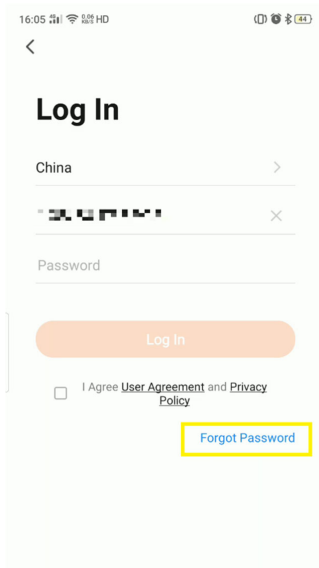 16:05 HD 44
Log In
China
Password
Log In
I Agree User Agreement and Privacy
Policy
Forgot Password